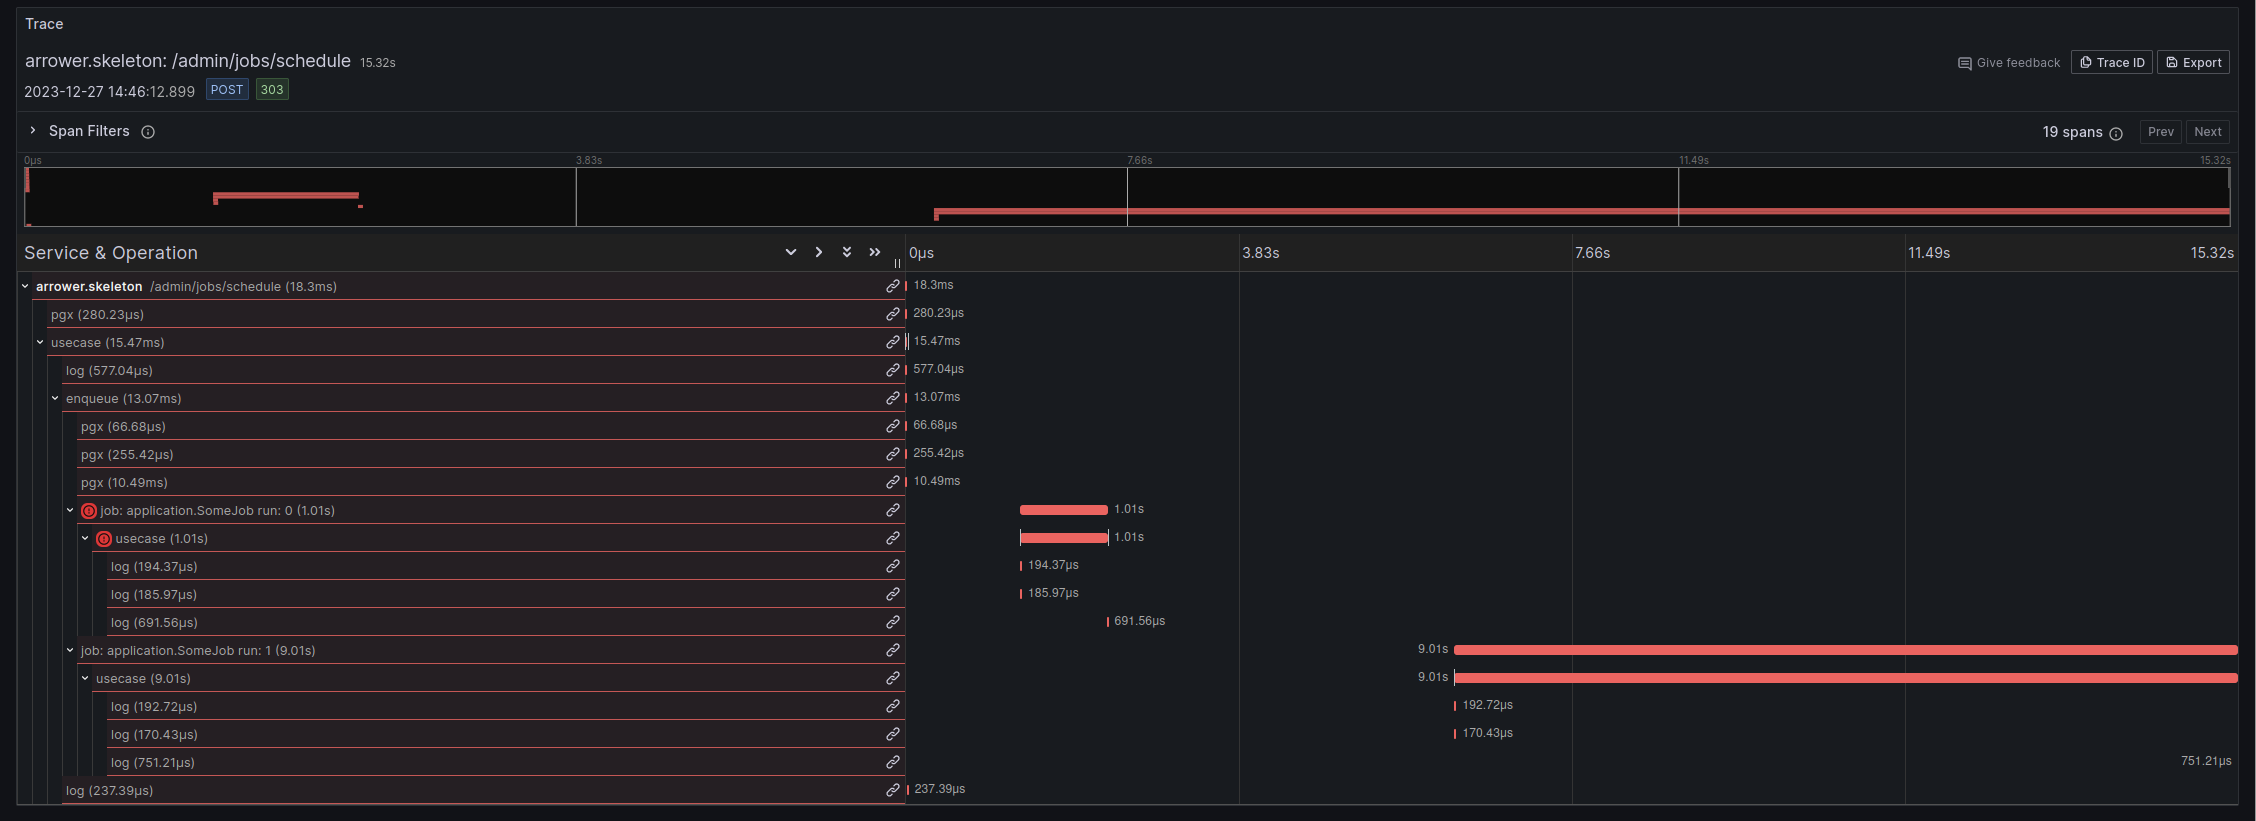 Trace
arrower.skeleton: /admin/jobs/schedule 15.32s
Give feedback Trace ID Export
2023-12-27 14:46:12.899 POST 303
Span Filters 19 spans Prev Next
0μs 3.83s 7.66s 11.49s 15.32s
Service & Operation 0μs 3.83s 7.66s 11.49s 15.32s
arrower.skeleton /admin/jobs/schedule (18.3ms) 18.3ms
pgx (280.23μs) 280.23μs
usecase (15.47ms) 15.47ms
log (577.04μs) 577.04μs
enqueue (13.07ms) 13.07ms
pgx (66.68μs) 66.68μs
pgx (255.42μs) 255.42μs
pgx (10.49ms) 10.49ms
job: application.SomeJob run: 0 (1.01s) 1.01s
usecase (1.01s) 1.01s
log (194.37μs) 194.37μs
log (185.97μs) 185.97μs
log (691.56μs) 691.56μs
job: application.SomeJob run: 1 (9.01s) 9.01s
usecase (9.01s) 9.01s
log (192.72μs) 192.72μs
log (170.43μs) 170.43μs
log (751.21μs) 751.21μs
log (237.39μs) 237.39μs